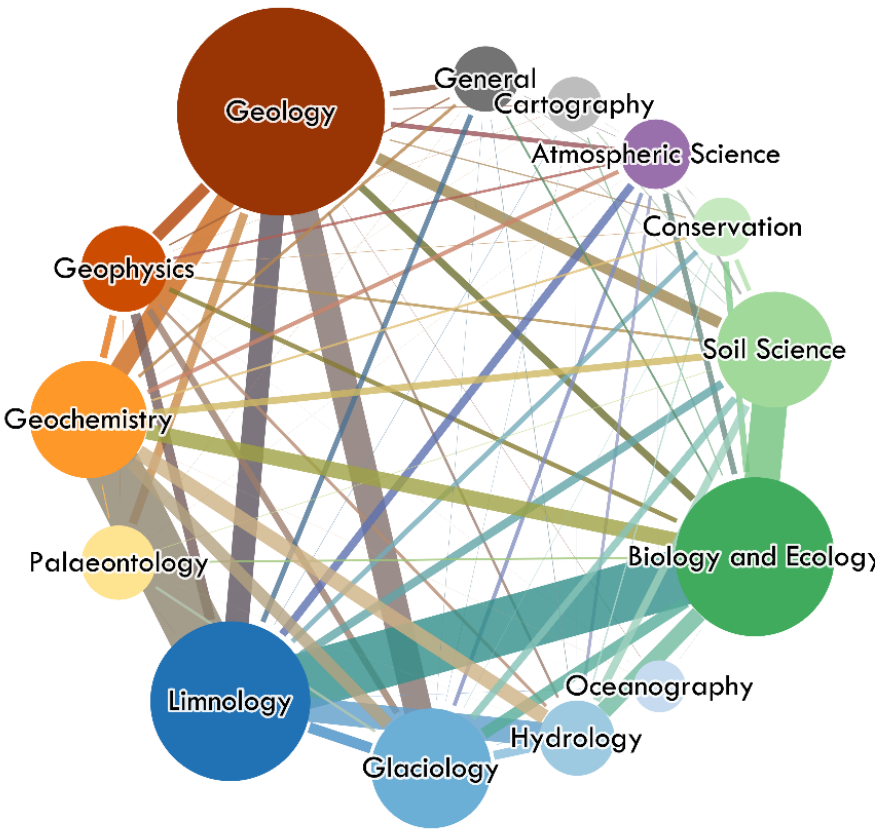 General
Cartography
Geology
Atmospheric Science
Conservation
Geophysics
Soil Science
Geochemistry
Biology and Ecology
Palaeontology
Oceanography
Limnology
Hydrology
Glaciology